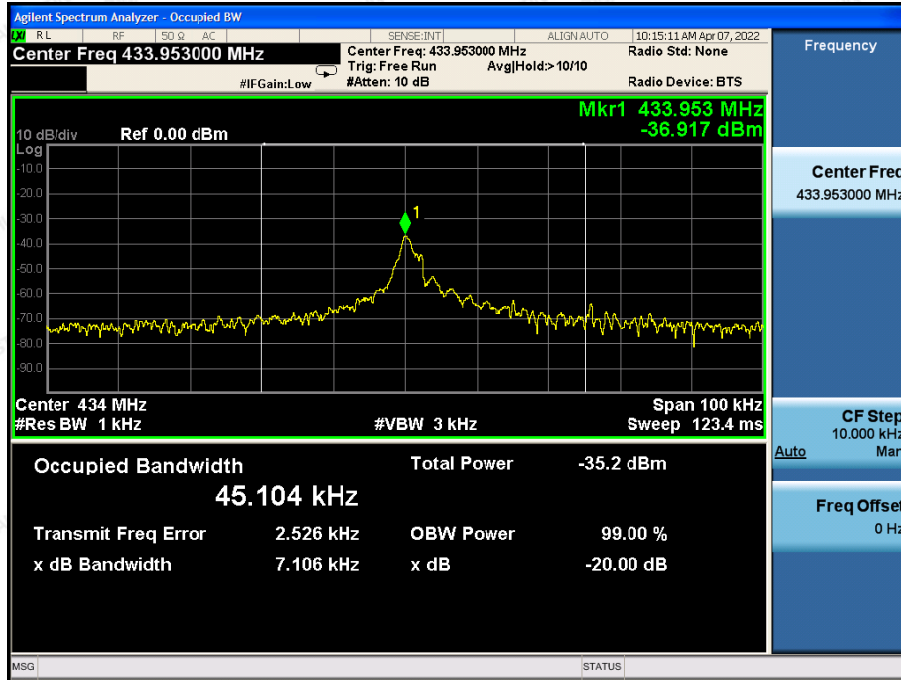 Agilent Spectrum Analyzer - Occupied BW
LXI RL RF 50 Ω AC SENSE:INT ALIGN AUTO 10:15:11 AM Apr 07, 2022
Center Freq 433.953000 MHz
Center Freq: 433.953000 MHz
Radio Std: None
Trig: Free Run Avg|Hold:>10/10
#IFGain:Low #Atten: 10 dB Radio Device: BTS
Frequency
Mkr1 433.953 MHz
10 dB/div Ref 0.00 dBm -36.917 dBm
Log
-10.0
-20.0
-30.0
-40.0
-50.0
-60.0
-70.0
-80.0
-90.0
1
Center Freq
433.953000 MHz
Center 434 MHz Span 100 kHz
#Res BW 1 kHz #VBW 3 kHz Sweep 123.4 ms
CF Step
10.000 kHz
Auto Man
Occupied Bandwidth Total Power -35.2 dBm
45.104 kHz
Transmit Freq Error 2.526 kHz OBW Power 99.00 %
x dB Bandwidth 7.106 kHz x dB -20.00 dB
Freq Offset
0 Hz
MSG STATUS